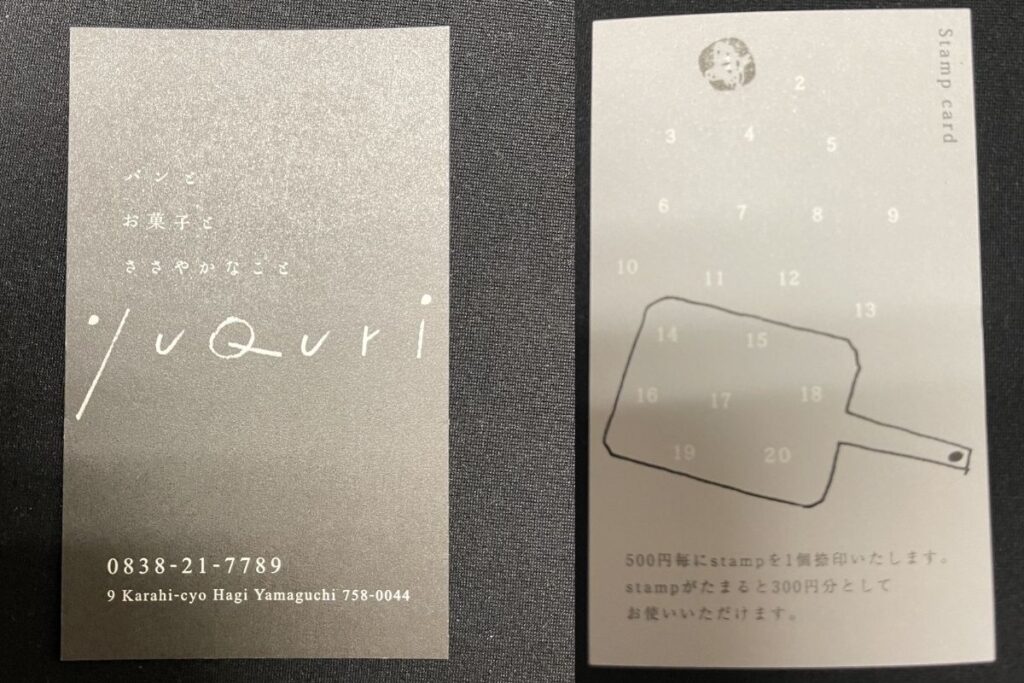 パンと
お菓子と
ささやかなこと
yuQuri
0838-21-7789
9 Karahi-cyo Hagi Yamaguchi 758-0044
Stamp card
2
3 4 5
6 7 8 9
10 11 12
13
14 15
16 17 18
19 20
500円毎にstampを1個捺印いたします。
stampがたまると300円分として
お使いいただけます。